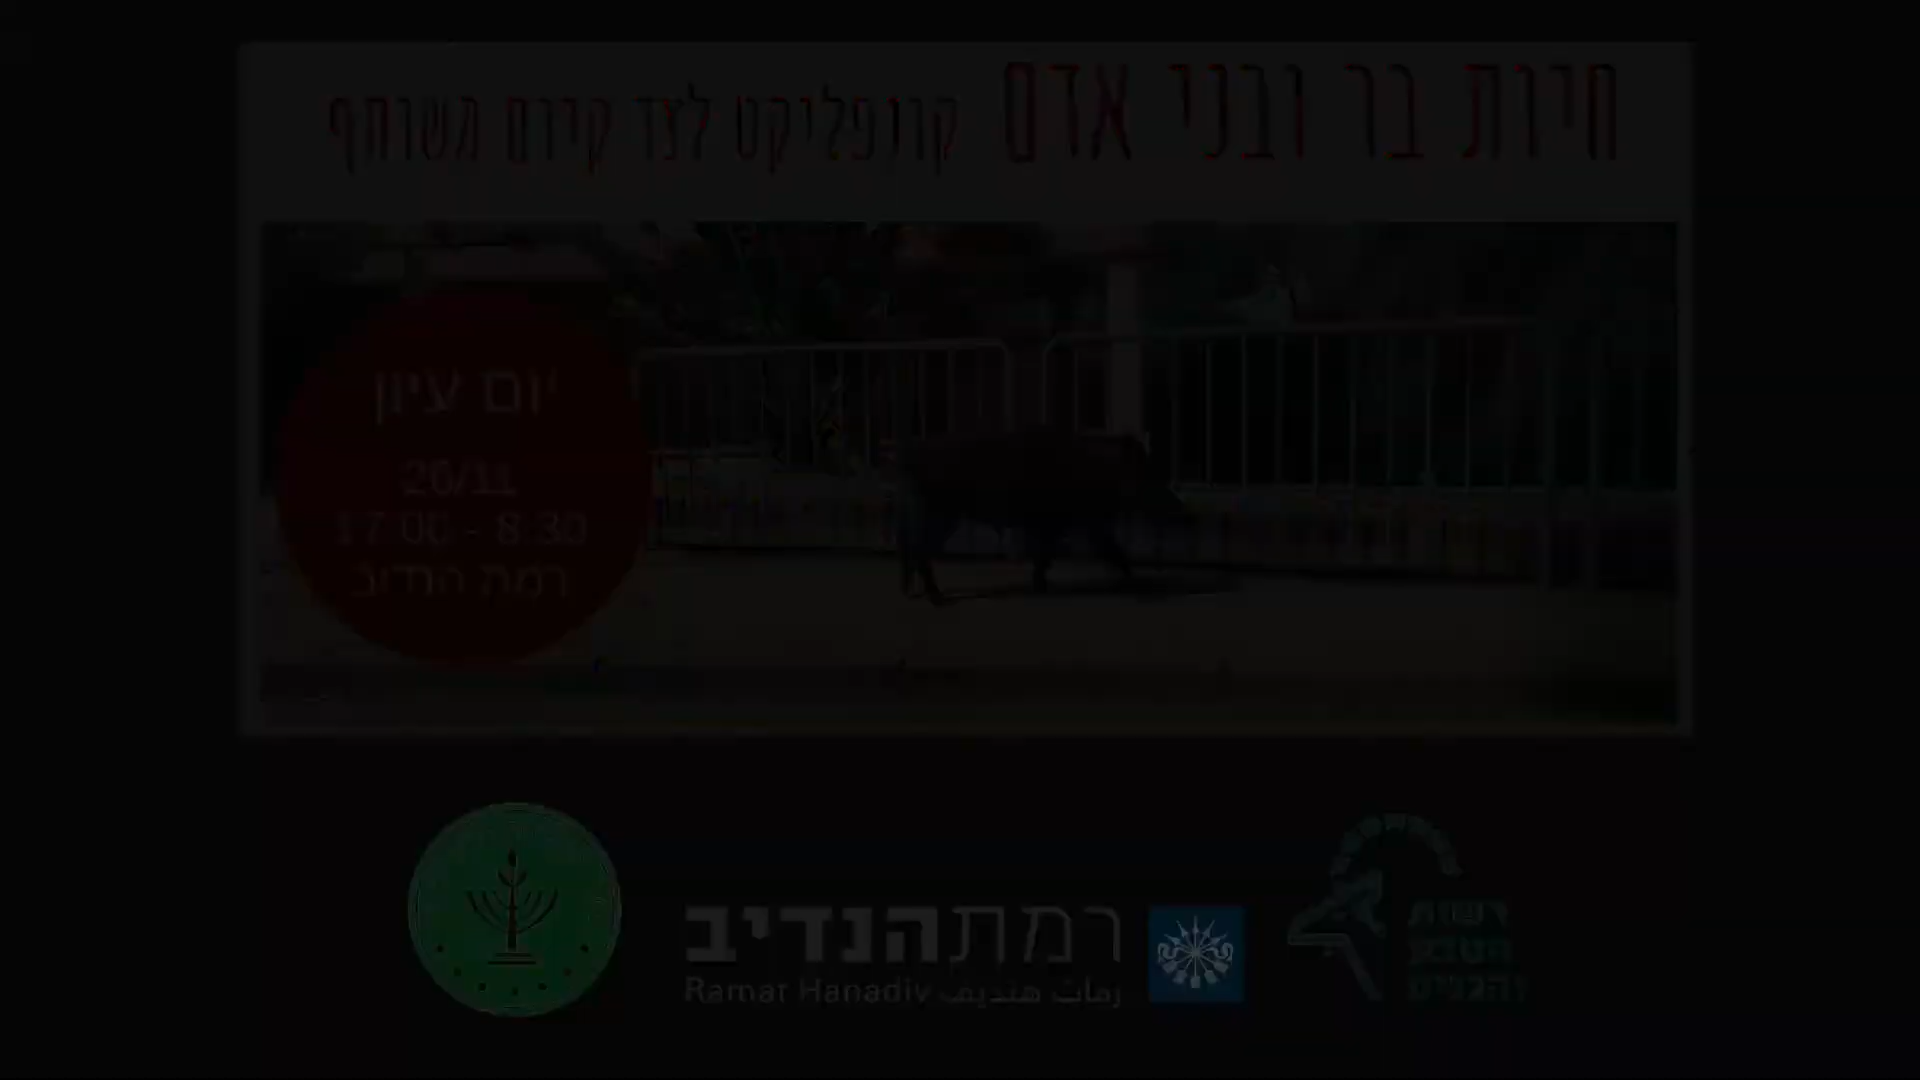 חיות בר ובני אדם קונפליקט לצד קיום משותף
יום עיון
26/11
17:00 - 8:30
רמת הנדיב
רמת הנדיב
Ramat Hanadiv رمات هنديف
רשות
הטבע
והגנים